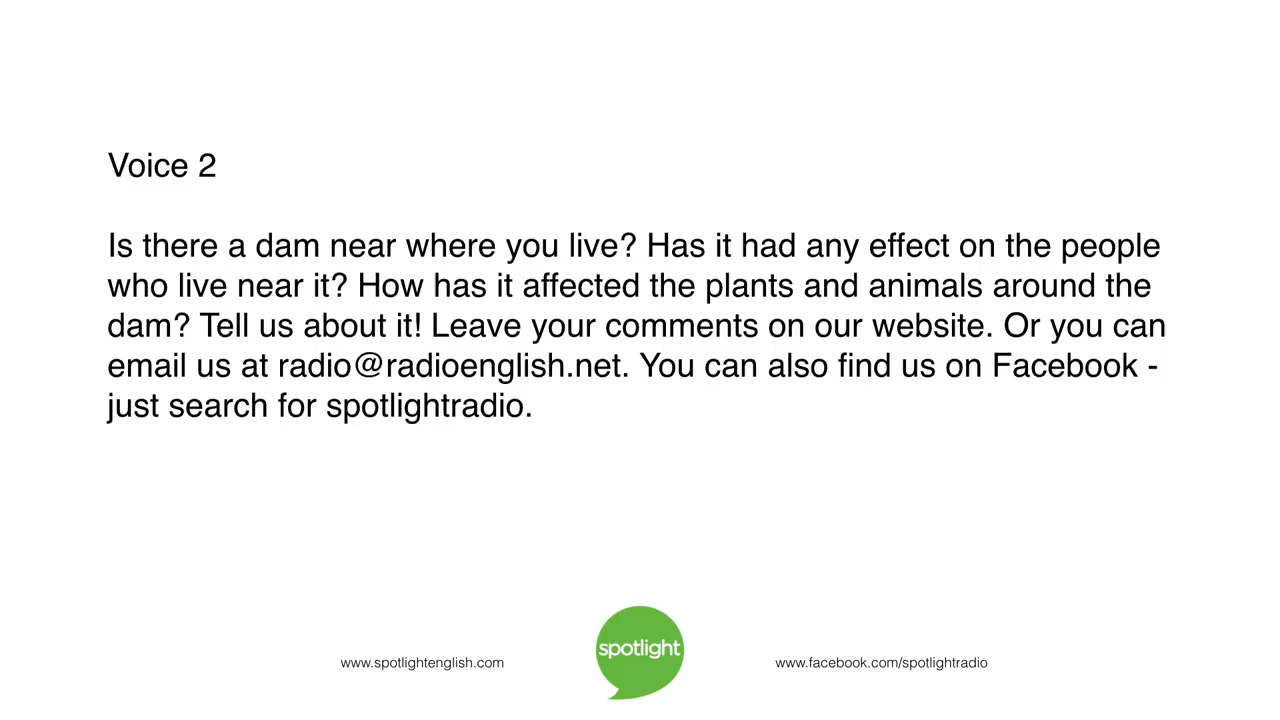 Voice 2
Is there a dam near where you live? Has it had any effect on the people
who live near it? How has it affected the plants and animals around the
dam? Tell us about it! Leave your comments on our website. Or you can
email us at radio@radioenglish.net. You can also find us on Facebook -
just search for spotlightradio.
www.spotlightenglish.com
spotlight
www.facebook.com/spotlightradio